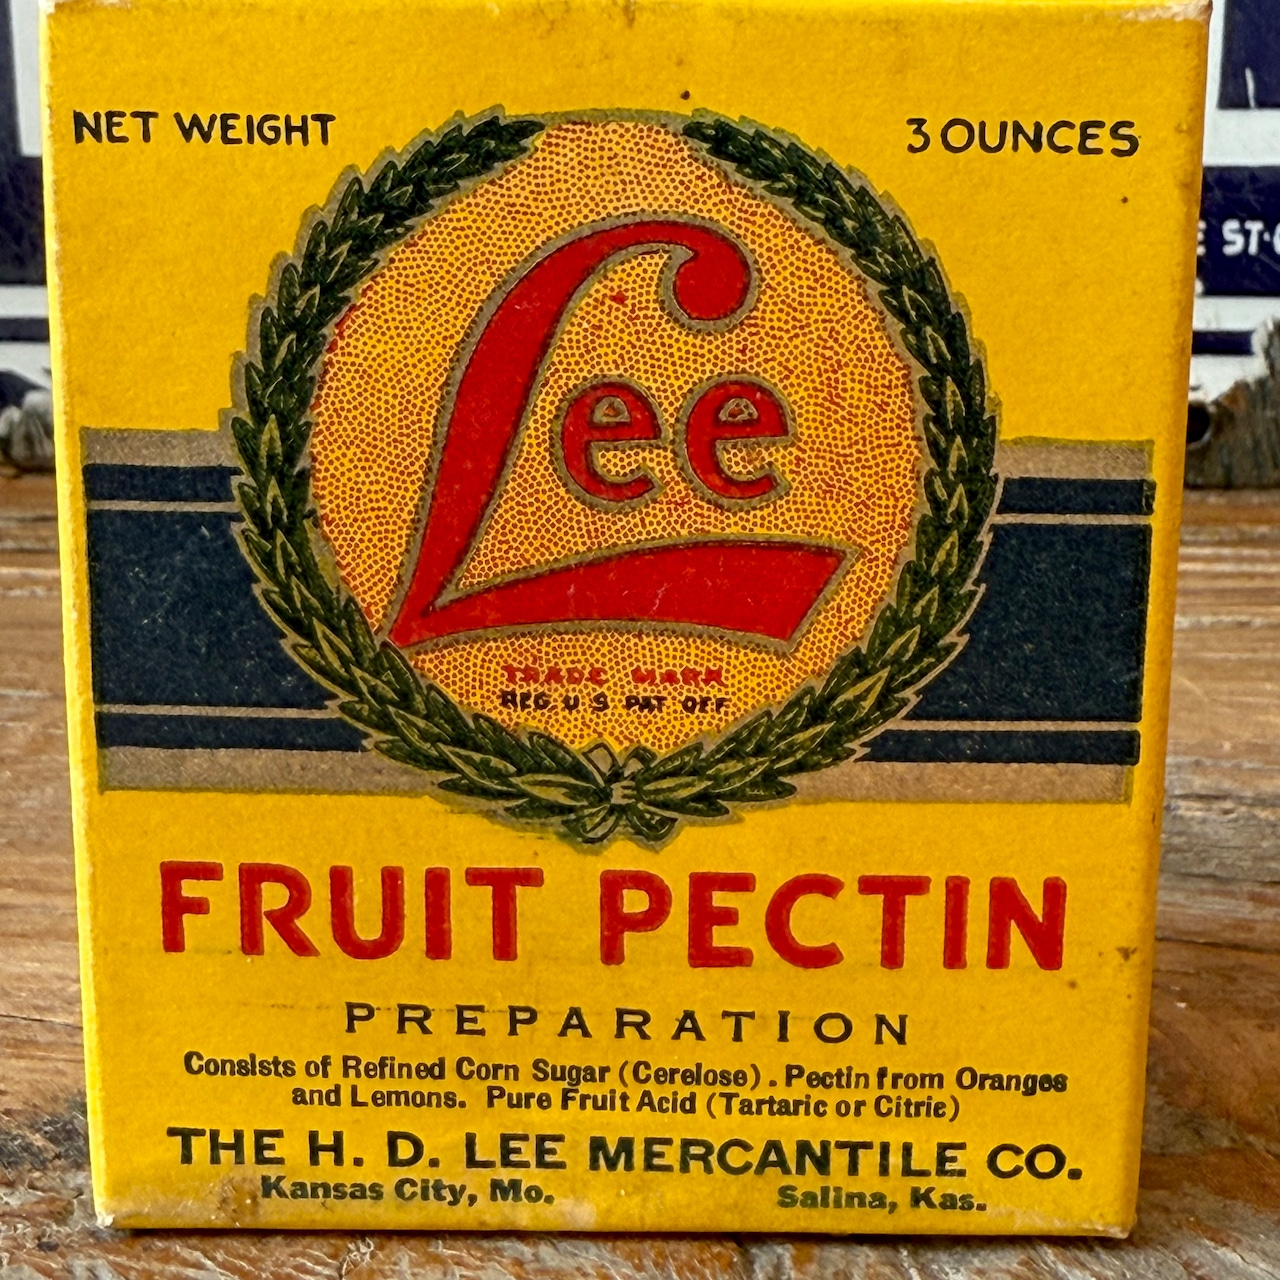 NET WEIGHT 3 OUNCES
Lee
TRADE MARK
REG. U S PAT OFF
FRUIT PECTIN
PREPARATION
Consists of Refined Corn Sugar (Cerelose). Pectin from Oranges
and Lemons. Pure Fruit Acid (Tartaric or Citric)
THE H. D. LEE MERCANTILE CO.
Kansas City, Mo. Salina, Kas.
ST.